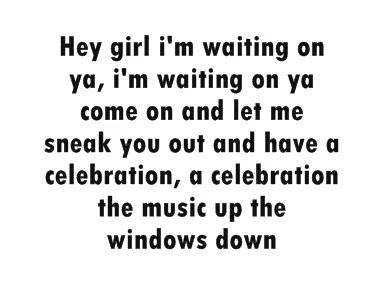 Hey girl i'm waiting on
ya, i'm waiting on ya
come on and let me
sneak you out and have a
celebration, a celebration
the music up the
windows down